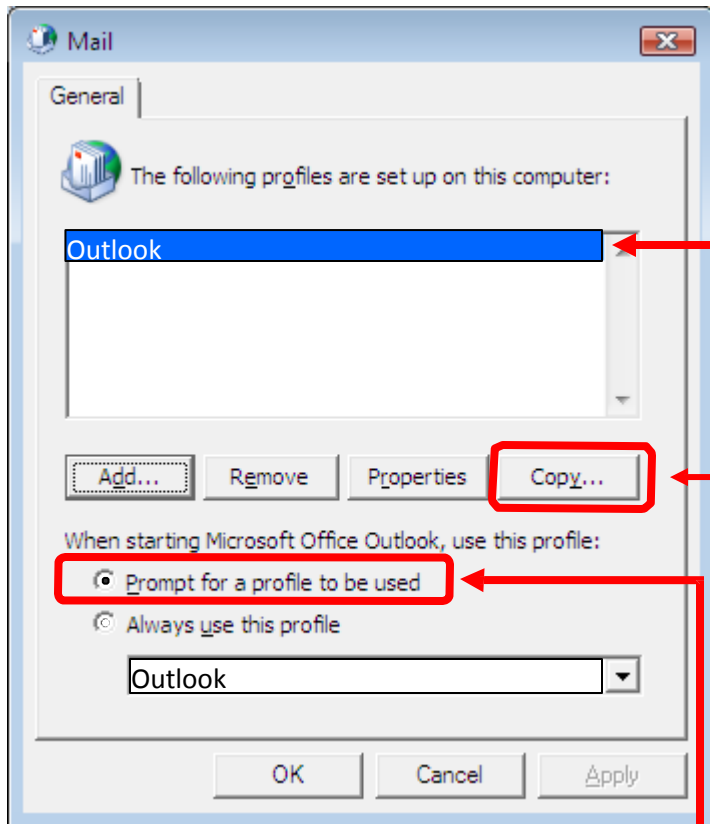 Mail
General
The following profiles are set up on this computer:
Outlook
Add... Remove Properties Copy...
When starting Microsoft Office Outlook, use this profile:
Prompt for a profile to be used
Always use this profile
Outlook
OK Cancel Apply